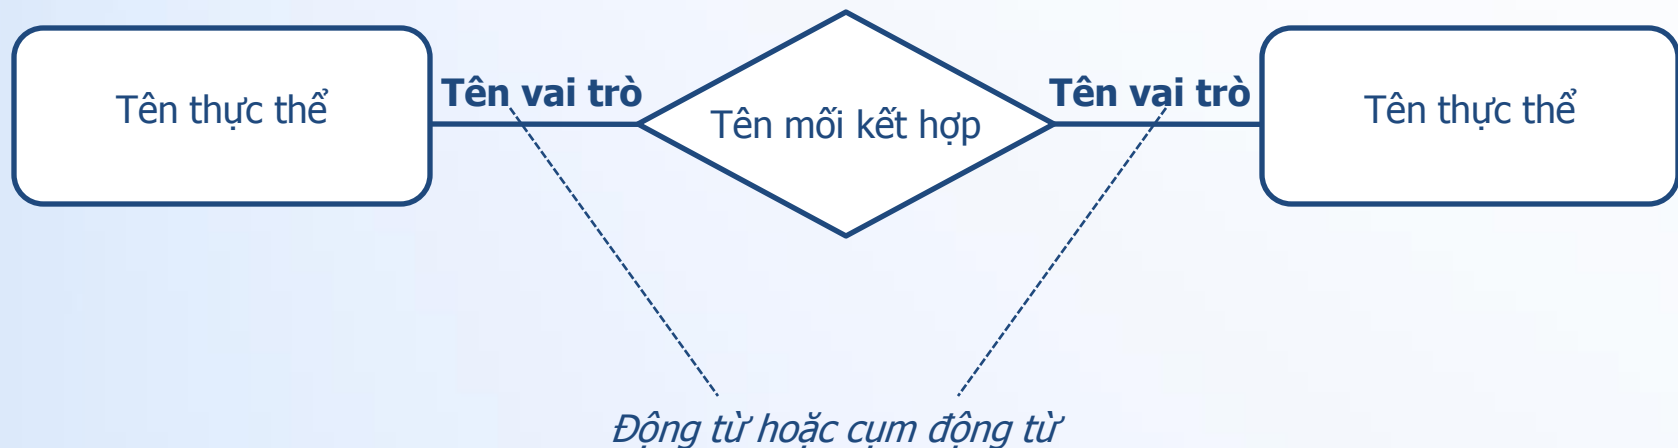 Tên thực thể
Tên vai trò
Tên mối kết hợp
Tên vai trò
Tên thực thể
Động từ hoặc cụm động từ